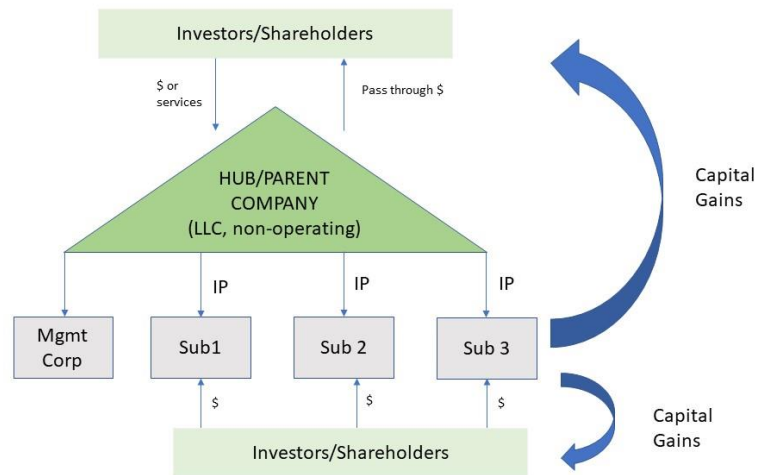 Investors/Shareholders
$ or
services
Pass through $
HUB/PARENT
COMPANY
(LLC, non-operating)
Capital
Gains
IP
IP
IP
Mgmt
Corp
Sub1
Sub 2
Sub 3
$
$
$
Capital
Gains
Investors/Shareholders